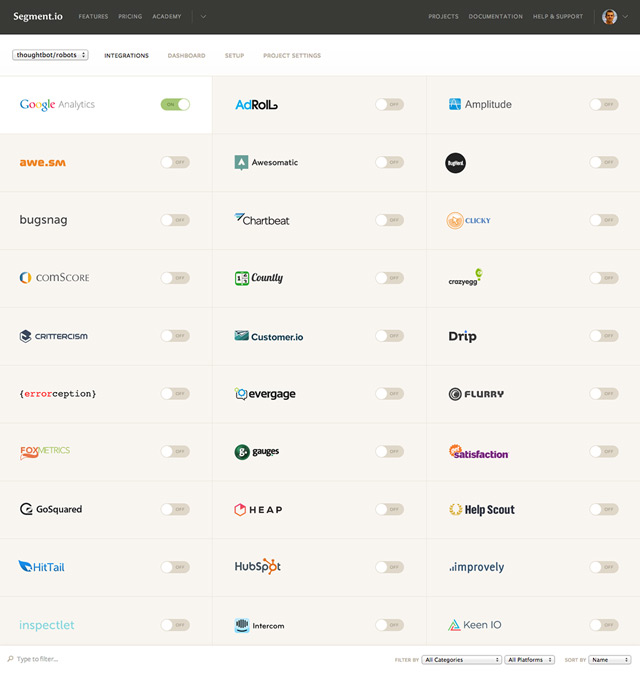 Segment.io FEATURES PRICING ACADEMY PROJECTS DOCUMENTATION HELP & SUPPORT
thoughtbot/robots INTEGRATIONS DASHBOARD SETUP PROJECT SETTINGS
Google Analytics ON AdRoll OFF Amplitude OFF
awe.sm OFF Awesomatic OFF BugHerd. OFF
bugsnag OFF Chartbeat OFF CLICKY OFF
COMSCORE OFF Countly OFF crazyegg OFF
CRITTERCISM OFF Customer.io OFF Drip OFF
{errorception} OFF evergage OFF FLURRY OFF
FOXMETRICS OFF g. gauges OFF satisfaction OFF
GoSquared OFF HEAP OFF Help Scout OFF
HitTail OFF HubSpot OFF improvely OFF
inspectlet OFF Intercom OFF Keen IO OFF
Type to filter... FILTER BY All Categories All Platforms SORT BY Name